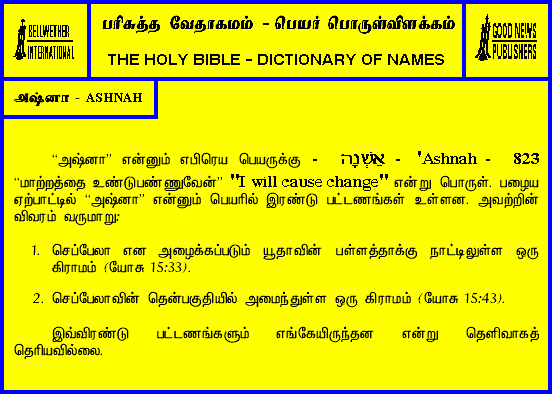 BELLWETHER
INTERNATIONAL
பரிசுத்த வேதாகமம் - பெயர் பொருள்விளக்கம்
THE HOLY BIBLE - DICTIONARY OF NAMES
GOOD NEWS
PUBLISHERS
அஷ்னா - ASHNAH
“அஷ்னா” என்னும் எபிரெய பெயருக்கு - אַשְׁנָה - 'Ashnah - 823
“மாற்றத்தை உண்டுபண்ணுவேன்” "I will cause change" என்று பொருள். பழைய
ஏற்பாட்டில் “அஷ்னா” என்னும் பெயரில் இரண்டு பட்டணங்கள் உள்ளன. அவற்றின்
விவரம் வருமாறு:
1. செப்பேலா என அழைக்கப்படும் யூதாவின் பள்ளத்தாக்கு நாட்டிலுள்ள ஒரு
கிராமம் (யோசு 15:33).
2. செப்பேலாவின் தென்பகுதியில் அமைந்துள்ள ஒரு கிராமம் (யோசு 15:43).
இவ்விரண்டு பட்டணங்களும் எங்கேயிருந்தன என்று தெளிவாகத்
தெரியவில்லை.